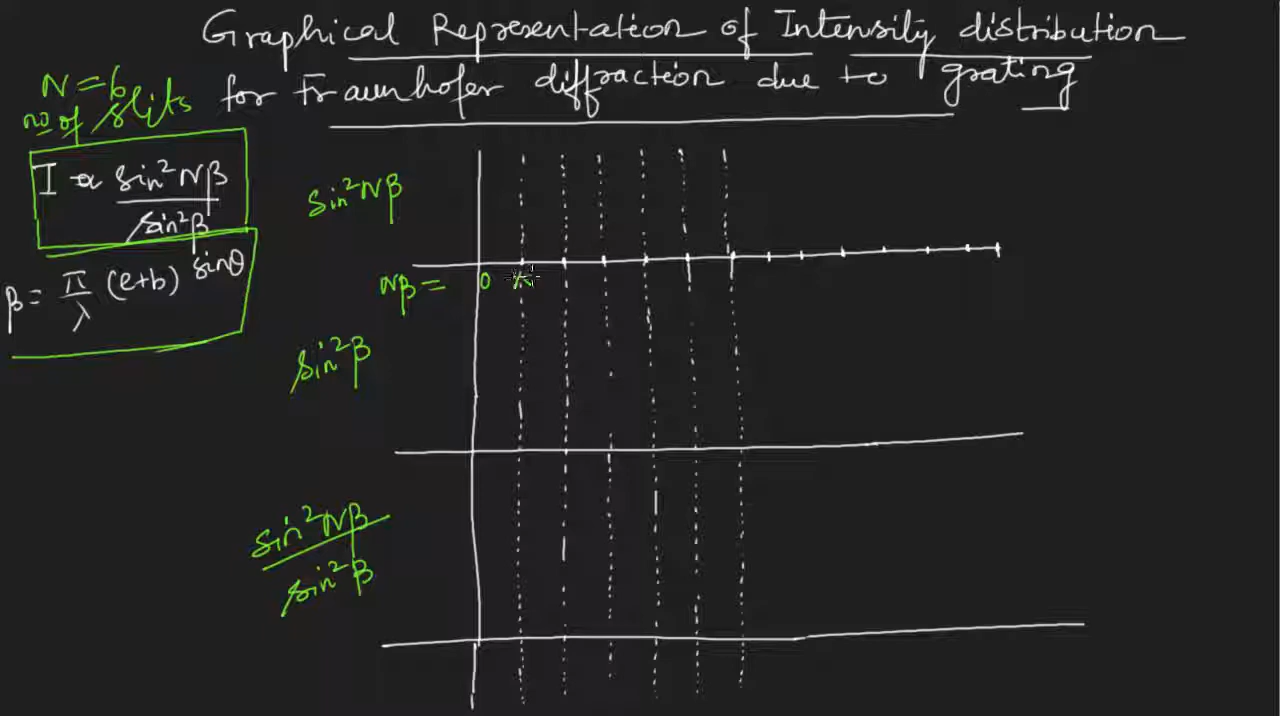 Graphical Representation of Intensity distribution
for Fraunhofer diffraction due to grating
N = 6
no of slits
I α sin²Nβ
sin²β
β = π/λ (e+b) sinθ
sin²Nβ
Nβ = 0 π
sin²β
sin²Nβ
sin²β